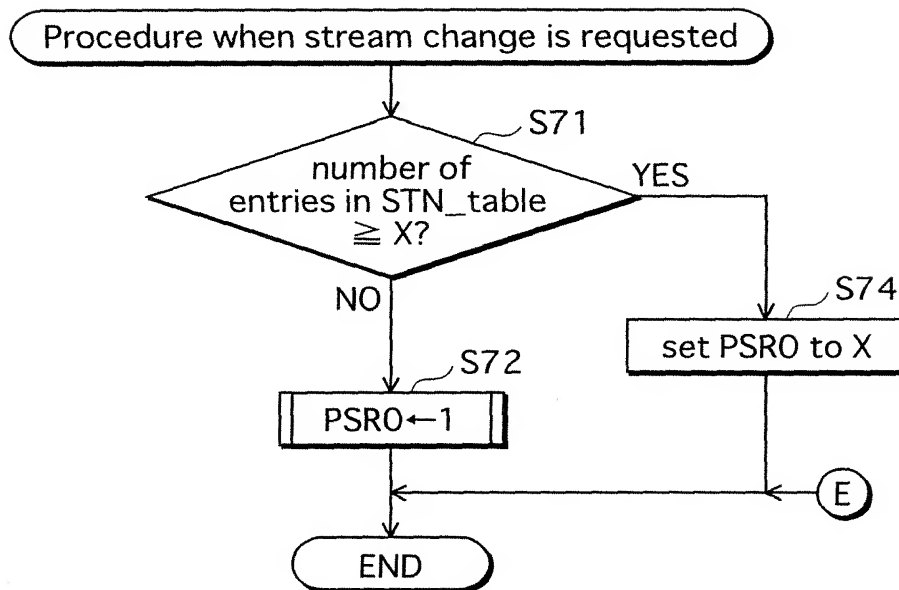 Procedure when stream change is requested
S71
number of
entries in STN_table
≧ X?
YES
NO
S74
set PSR0 to X
S72
PSR0←1
E
END